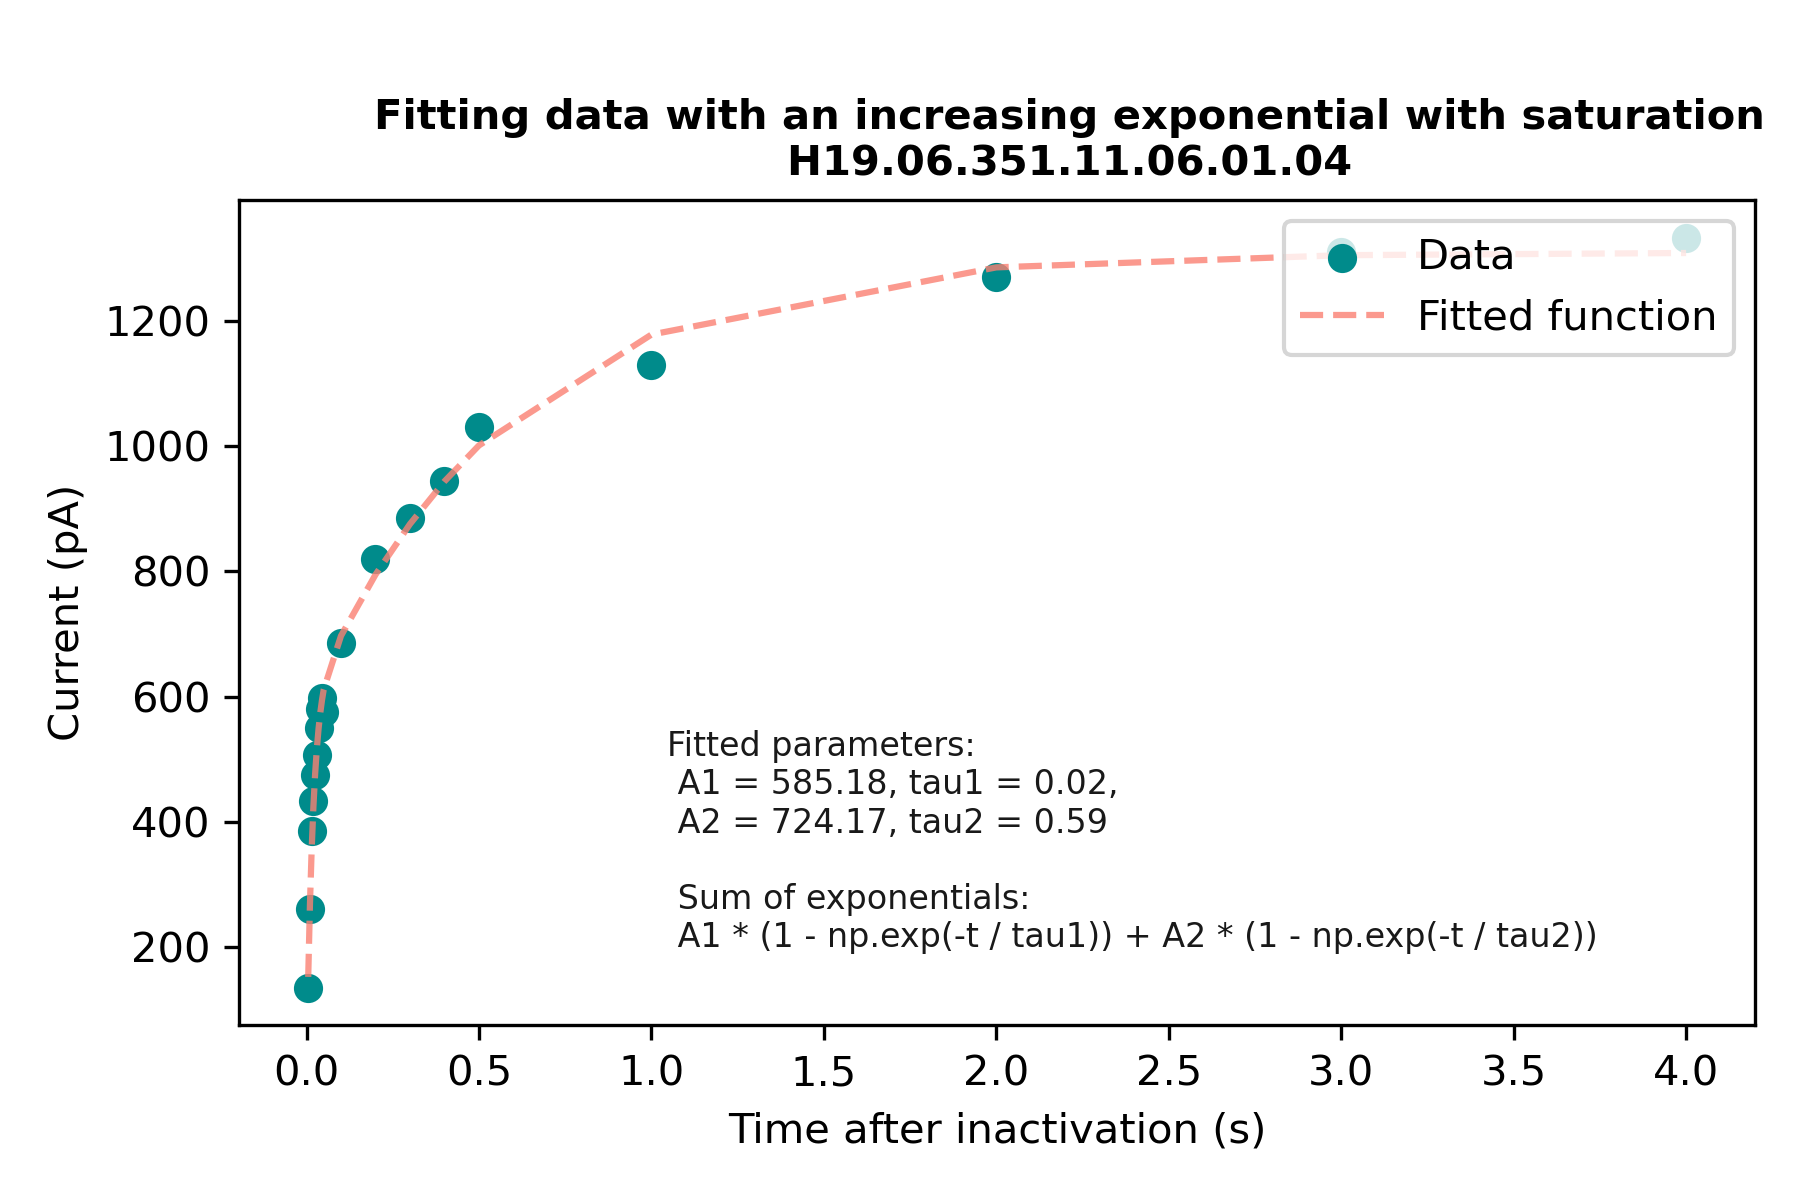 Fitting data with an increasing exponential with saturation
H19.06.351.11.06.01.04
Data
Fitted function
1200
1000
800
600
400
200
Current (pA)
Fitted parameters:
A1 = 585.18, tau1 = 0.02,
A2 = 724.17, tau2 = 0.59
Sum of exponentials:
A1 * (1 - np.exp(-t / tau1)) + A2 * (1 - np.exp(-t / tau2))
0.0 0.5 1.0 1.5 2.0 2.5 3.0 3.5 4.0
Time after inactivation (s)